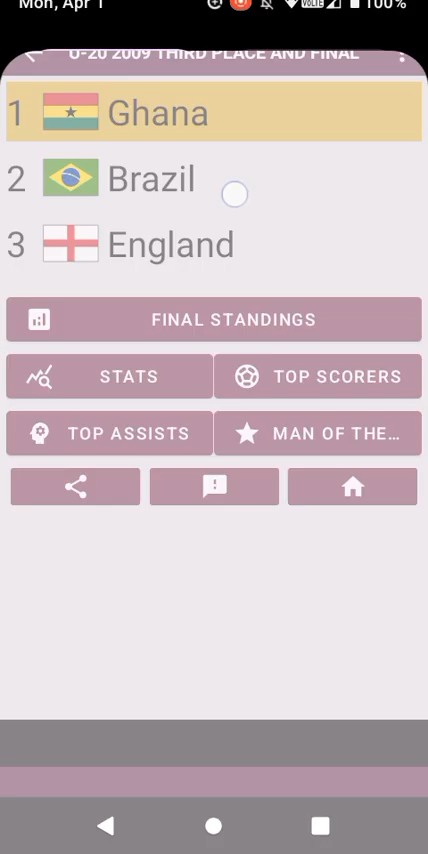 Mon, Apr 1 VOLTE 100%
U-20 2009 THIRD PLACE AND FINAL
1 Ghana
2 Brazil
3 England
FINAL STANDINGS
STATS TOP SCORERS
TOP ASSISTS MAN OF THE...